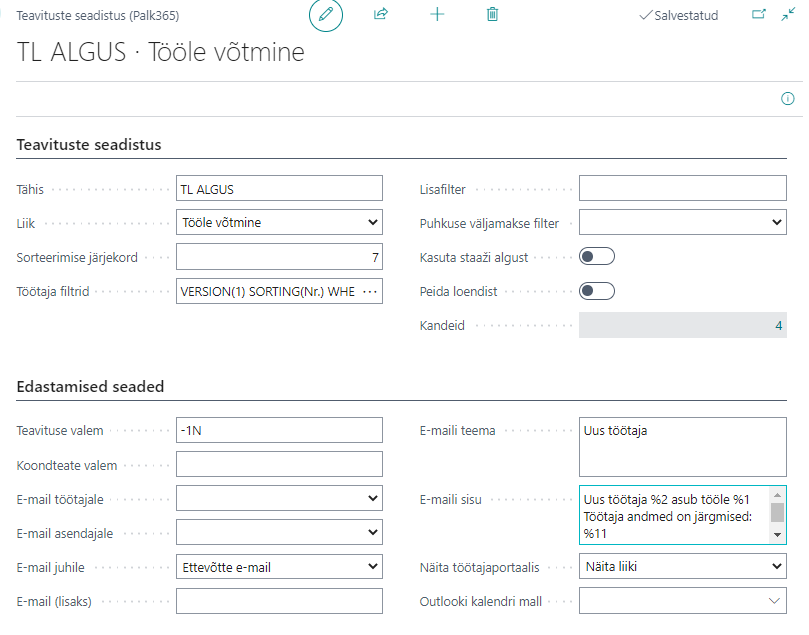 Teavituste seadistus (Palk365)
Salvestatud
TL ALGUS · Tööle võtmine
Teavituste seadistus
Tähis TL ALGUS
Lisafilter
Liik Tööle võtmine
Puhkuse väljamakse filter
Sorteerimise järjekord 7
Kasuta staaži algust
Töötaja filtrid VERSION(1) SORTING(Nr.) WHE ···
Peida loendist
Kandeid 4
Edastamised seaded
Teavituse valem -1N
E-maili teema Uus töötaja
Koondteate valem
E-mail töötajale
E-maili sisu Uus töötaja %2 asub tööle %1
Töötaja andmed on järgmised:
%11
E-mail asendajale
E-mail juhile Ettevõtte e-mail
Näita töötajaportaalis Näita liiki
E-mail (lisaks)
Outlooki kalendri mall